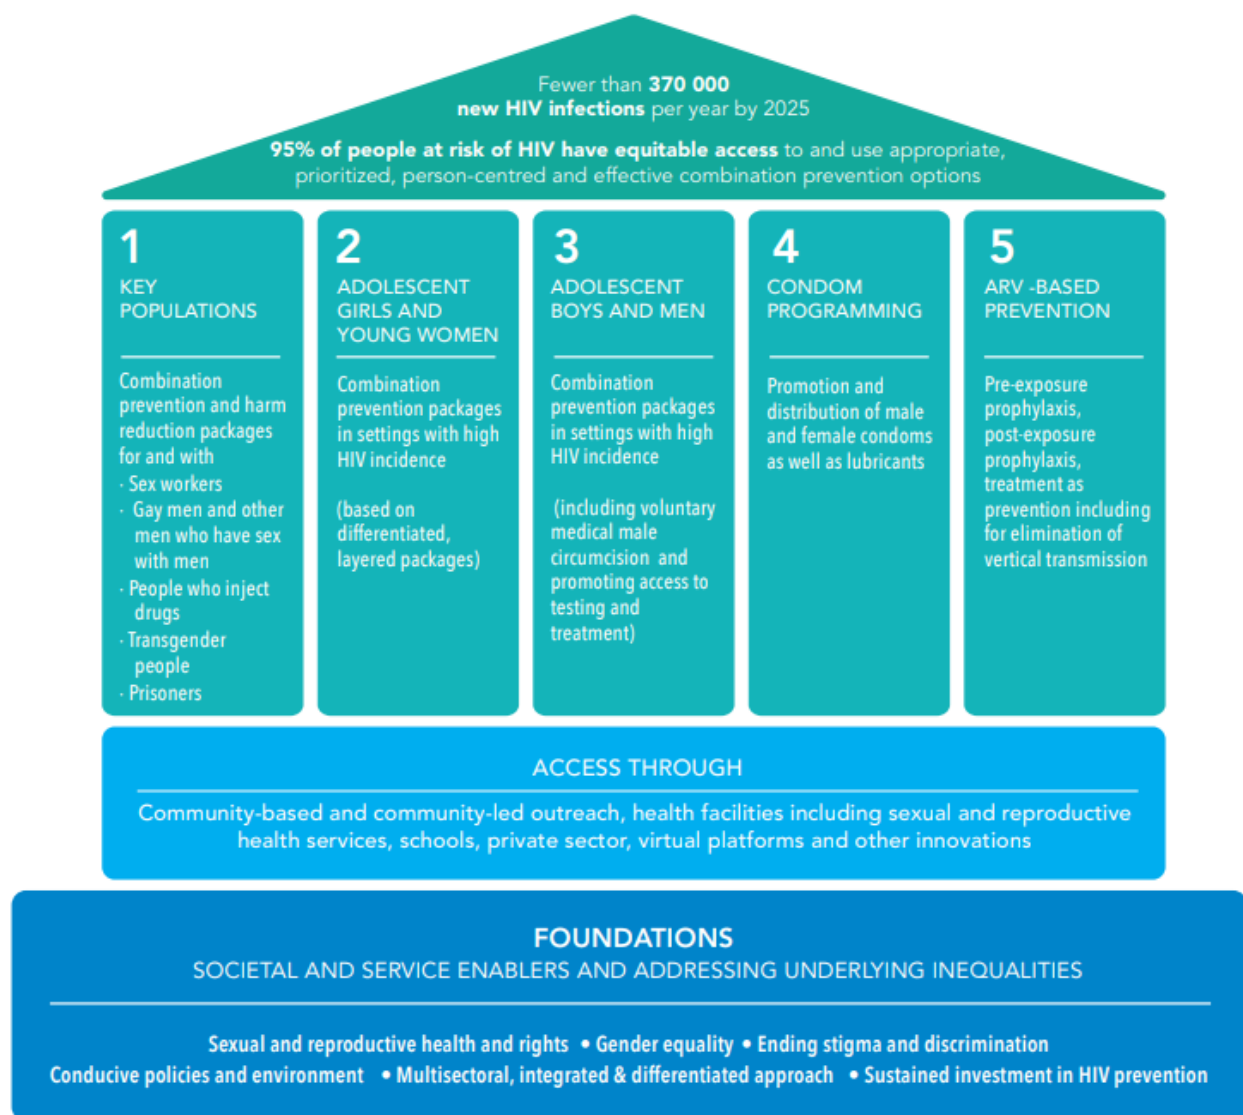 Fewer than 370 000
new HIV infections per year by 2025
95% of people at risk of HIV have equitable access to and use appropriate,
prioritized, person-centred and effective combination prevention options
1
KEY
POPULATIONS
Combination
prevention and harm
reduction packages
for and with
· Sex workers
· Gay men and other
men who have sex
with men
· People who inject
drugs
· Transgender
people
· Prisoners
2
ADOLESCENT
GIRLS AND
YOUNG WOMEN
Combination
prevention packages
in settings with high
HIV incidence
(based on
differentiated,
layered packages)
3
ADOLESCENT
BOYS AND MEN
Combination
prevention packages
in settings with high
HIV incidence
(including voluntary
medical male
circumcision and
promoting access to
testing and
treatment)
4
CONDOM
PROGRAMMING
Promotion and
distribution of male
and female condoms
as well as lubricants
5
ARV -BASED
PREVENTION
Pre-exposure
prophylaxis,
post-exposure
prophylaxis,
treatment as
prevention including
for elimination of
vertical transmission
ACCESS THROUGH
Community-based and community-led outreach, health facilities including sexual and reproductive
health services, schools, private sector, virtual platforms and other innovations
FOUNDATIONS
SOCIETAL AND SERVICE ENABLERS AND ADDRESSING UNDERLYING INEQUALITIES
Sexual and reproductive health and rights • Gender equality • Ending stigma and discrimination
Conducive policies and environment • Multisectoral, integrated & differentiated approach • Sustained investment in HIV prevention